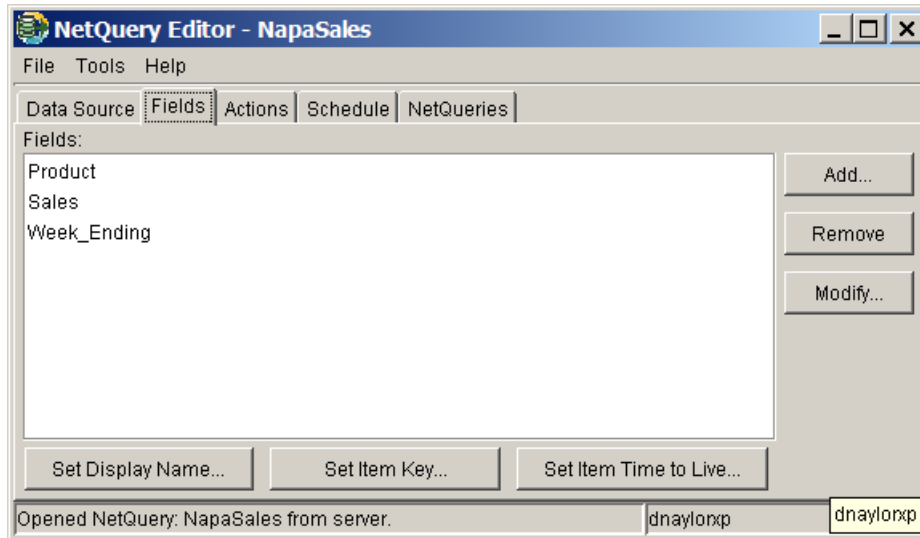 NetQuery Editor - NapaSales
File Tools Help
Data Source Fields Actions Schedule NetQueries
Fields:
Product
Sales
Week_Ending
Add...
Remove
Modify...
Set Display Name... Set Item Key... Set Item Time to Live...
Opened NetQuery: NapaSales from server. dnaylorxp dnaylorxp